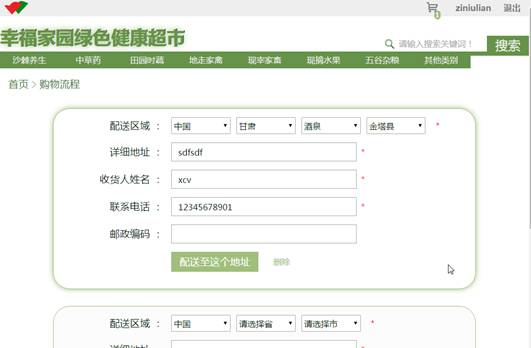 ziniulian 退出
幸福家园绿色健康超市
请输入搜索关键词！ 搜索
沙棘养生 中草药 田园时蔬 地走家禽 现宰家畜 现摘水果 五谷杂粮 其他类别
首页 > 购物流程
配送区域 ： 中国 甘肃 酒泉 金塔县 *
详细地址 ： sdfsdf *
收货人姓名 ： xcv *
联系电话 ： 12345678901 *
邮政编码 ：
配送至这个地址 删除
配送区域 ： 中国 请选择省 请选择市 *
详细地址 ：